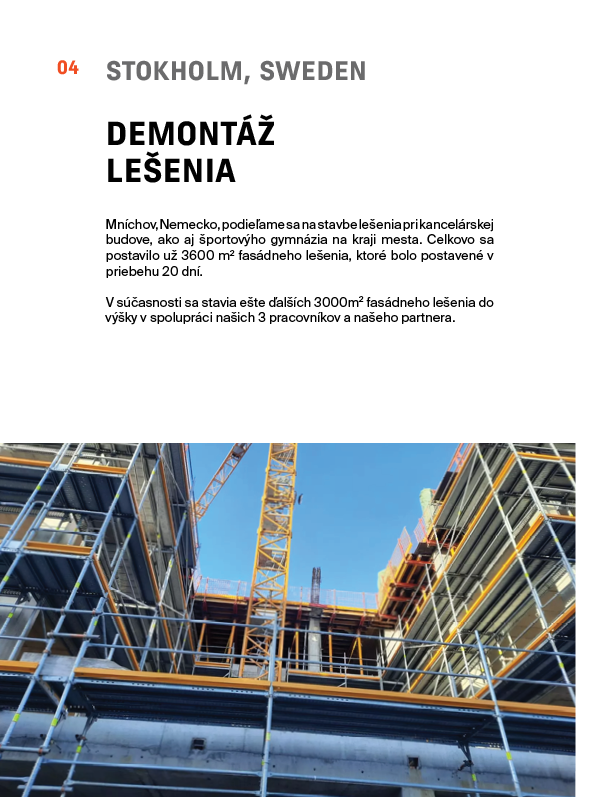 04
STOKHOLM, SWEDEN
DEMONTÁŽ
LEŠENIA
Mníchov, Nemecko, podieľame sa na stavbe lešenia pri kancelárskej
budove, ako aj športovýho gymnázia na kraji mesta. Celkovo sa
postavilo už 3600 m² fasádneho lešenia, ktoré bolo postavené v
priebehu 20 dní.
V súčasnosti sa stavia ešte ďalších 3000m² fasádneho lešenia do
výšky v spolupráci našich 3 pracovníkov a našeho partnera.